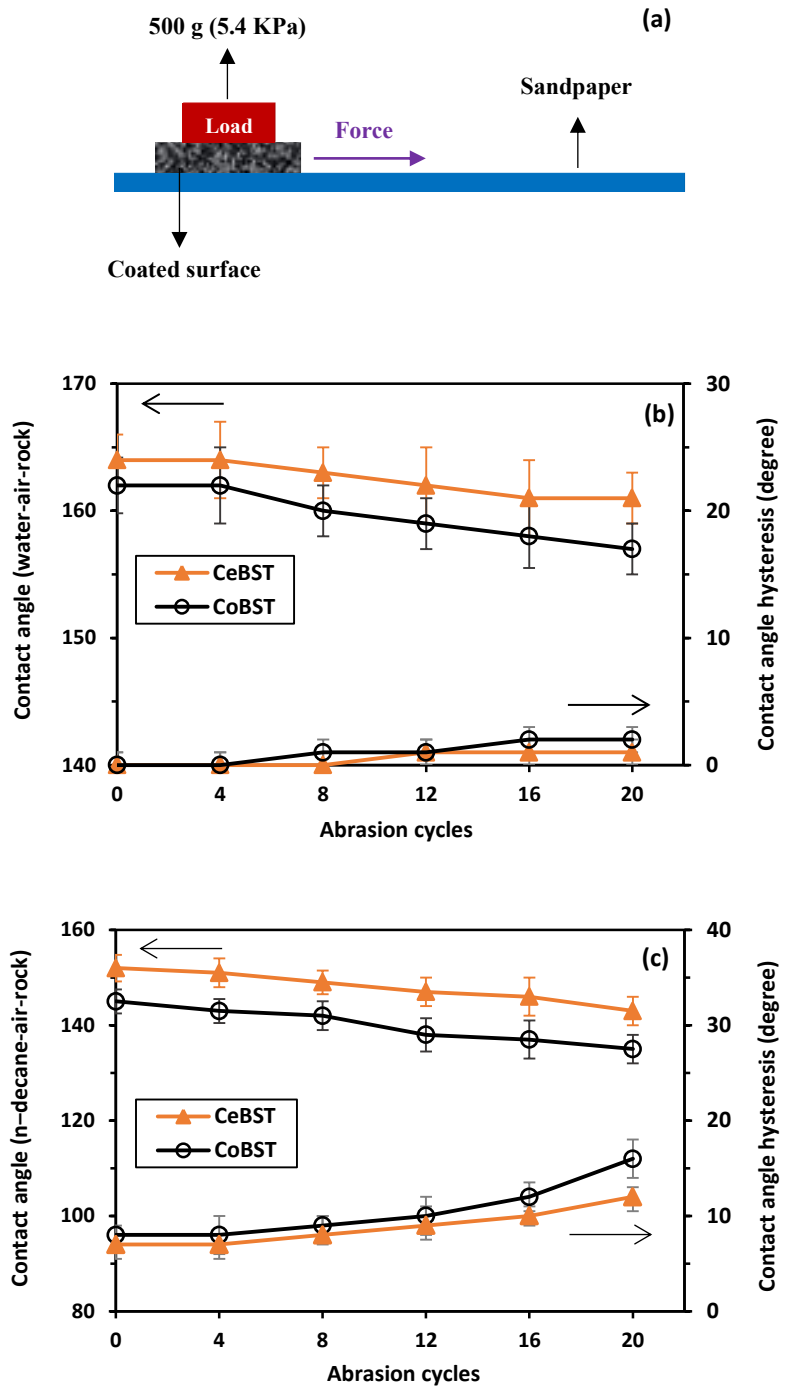 500 g (5.4 KPa)
(a)
Sandpaper
Load
Force
Coated surface
170
160
150
140
30
20
10
0
(b)
CeBST
CoBST
0 4 8 12 16 20
Abrasion cycles
Contact angle (water-air-rock)
Contact angle hysteresis (degree)
160
140
120
100
80
40
30
20
10
0
(c)
CeBST
CoBST
0 4 8 12 16 20
Abrasion cycles
Contact angle (n–decane-air-rock)
Contact angle hysteresis (degree)